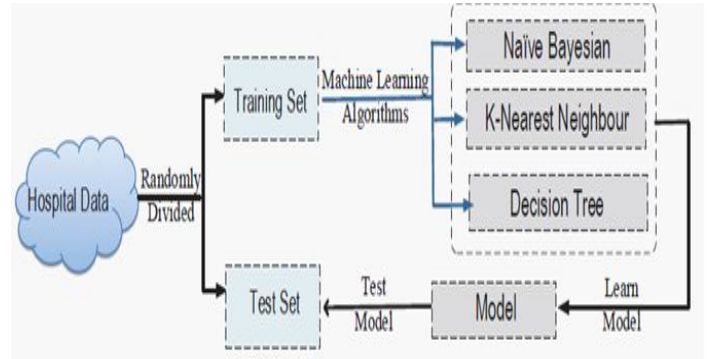 Hospital Data
Randomly
Divided
Training Set
Machine Learning
Algorithms
Naïve Bayesian
K-Nearest Neighbour
Decision Tree
Learn
Model
Model
Test
Model
Test Set